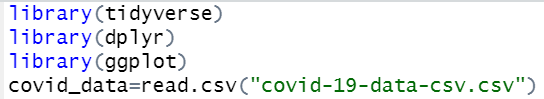 library(tidyverse)
library(dplyr)
library(ggplot)
covid_data=read.csv("covid-19-data-csv.csv")